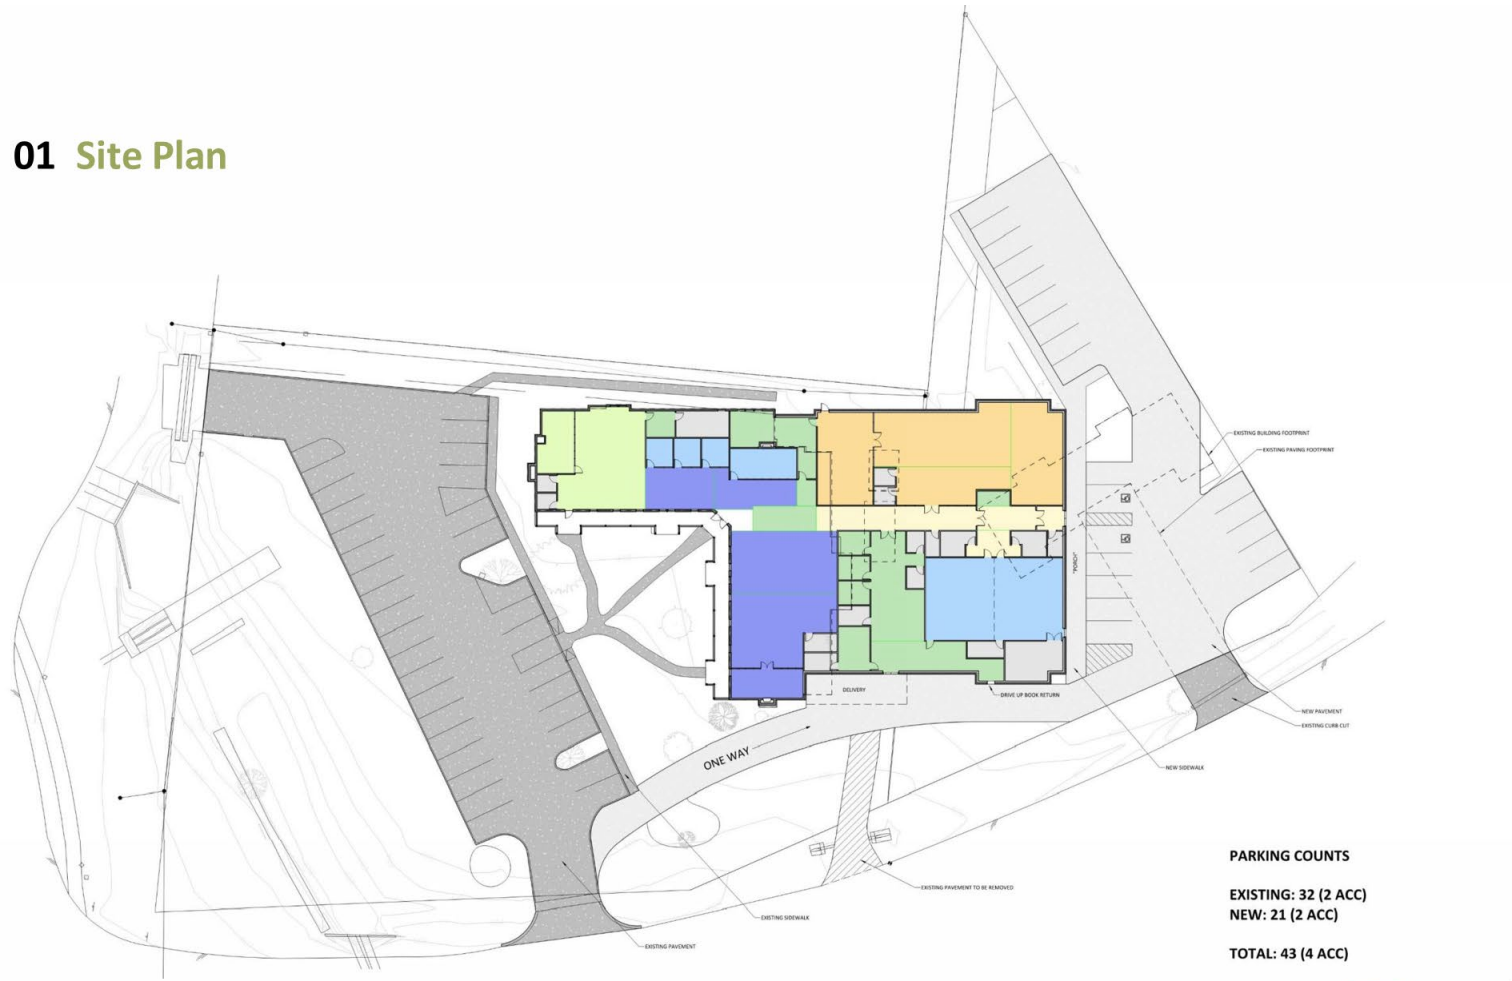 01 Site Plan
EXISTING BUILDING FOOTPRINT
EXISTING PAVING FOOTPRINT
"PORCH"
DELIVERY
DRIVE UP BOOK RETURN
NEW PAVEMENT
EXISTING CURB CUT
ONE WAY
NEW SIDEWALK
EXISTING PAVEMENT TO BE REMOVED
EXISTING SIDEWALK
EXISTING PAVEMENT
PARKING COUNTS
EXISTING: 32 (2 ACC)
NEW: 21 (2 ACC)
TOTAL: 43 (4 ACC)